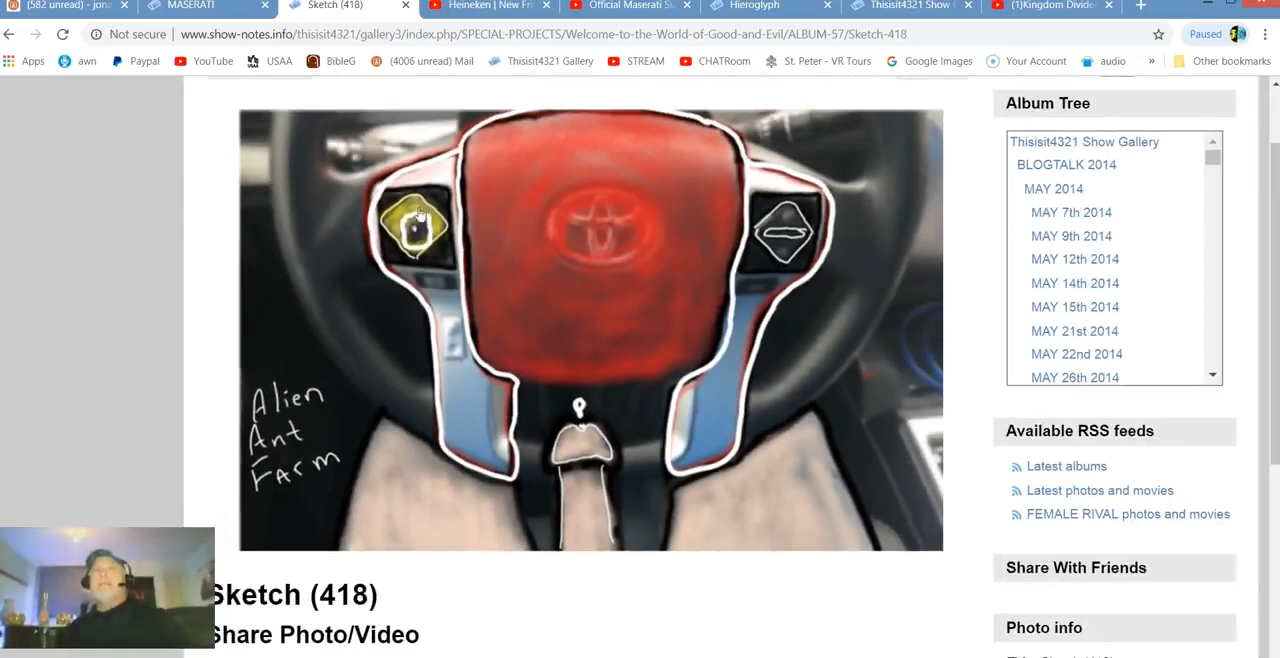 (582 unread) - jona
MASERATI
Sketch (418)
Heineken | New Fri
Official Maserati Su
Hieroglyph
Thisisit4321 Show G
(1)Kingdom Divide
Not secure
www.show-notes.info/thisisit4321/gallery3/index.php/SPECIAL-PROJECTS/Welcome-to-the-World-of-Good-and-Evil/ALBUM-57/Sketch-418
Paused
Apps
awn
Paypal
YouTube
USAA
BibleG
(4006 unread) Mail
Thisisit4321 Gallery
STREAM
CHATRoom
St. Peter - VR Tours
Google Images
Your Account
audio
»
Other bookmarks
Alien
Ant
Farm
Sketch (418)
Share Photo/Video
Album Tree
Thisisit4321 Show Gallery
BLOGTALK 2014
MAY 2014
MAY 7th 2014
MAY 9th 2014
MAY 12th 2014
MAY 14th 2014
MAY 15th 2014
MAY 21st 2014
MAY 22nd 2014
MAY 26th 2014
Available RSS feeds
Latest albums
Latest photos and movies
FEMALE RIVAL photos and movies
Share With Friends
Photo info